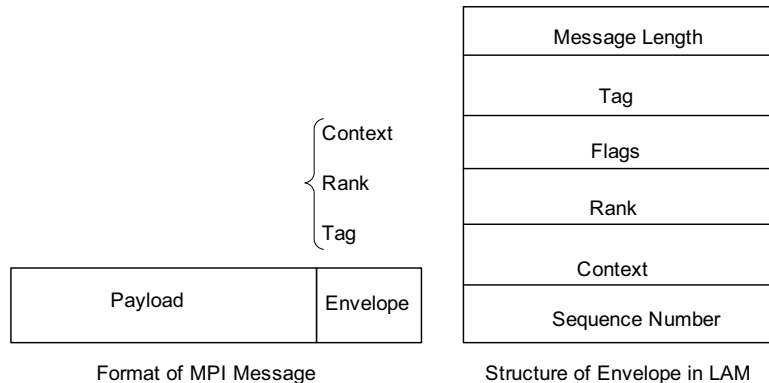 Context
Rank
Tag
Payload
Envelope
Format of MPI Message
Message Length
Tag
Flags
Rank
Context
Sequence Number
Structure of Envelope in LAM